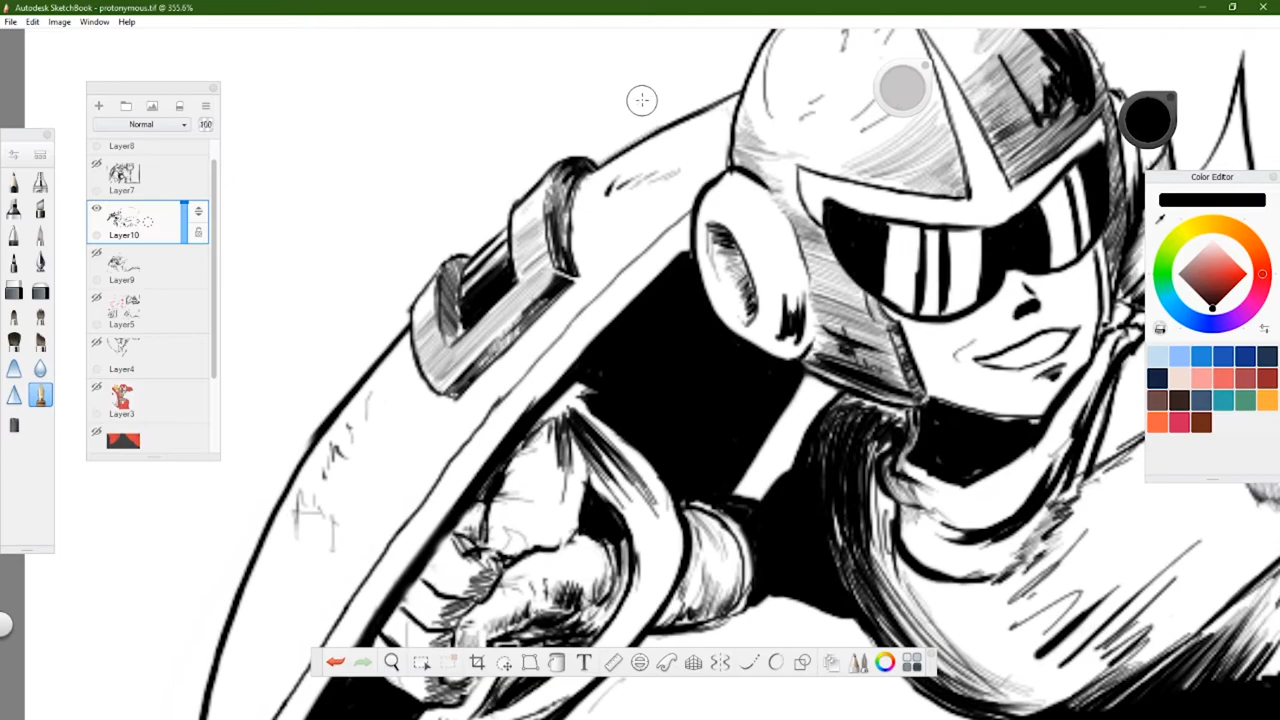 Autodesk SketchBook - protonymous.tif @ 355.6%
File Edit Image Window Help
Normal
100
Layer8
Layer7
Layer10
Layer9
Layer5
Layer4
Layer3
T
Color Editor